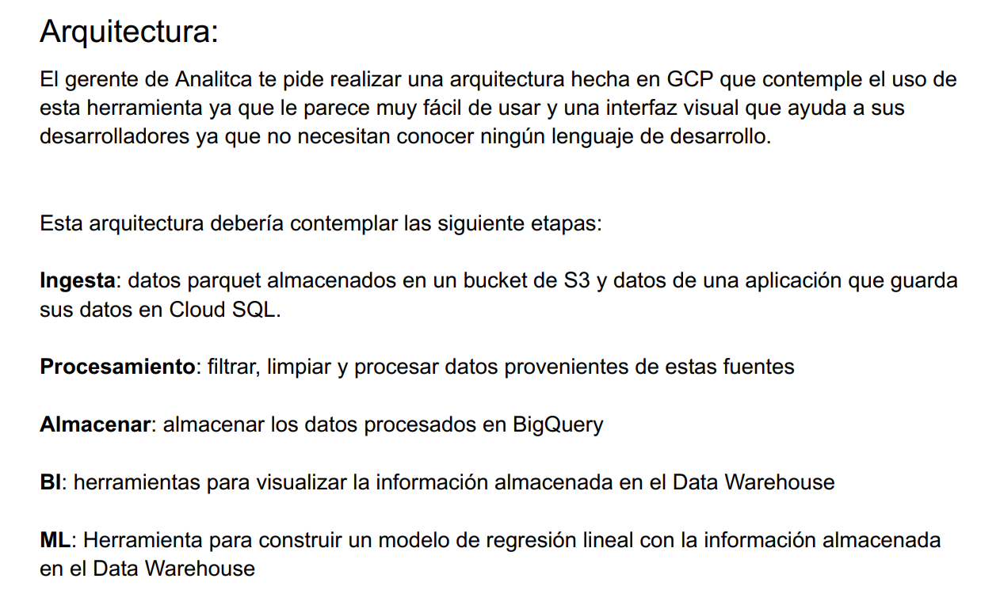 Arquitectura:
El gerente de Analitca te pide realizar una arquitectura hecha en GCP que contemple el uso de
esta herramienta ya que le parece muy fácil de usar y una interfaz visual que ayuda a sus
desarrolladores ya que no necesitan conocer ningún lenguaje de desarrollo.
Esta arquitectura debería contemplar las siguiente etapas:
Ingesta: datos parquet almacenados en un bucket de S3 y datos de una aplicación que guarda
sus datos en Cloud SQL.
Procesamiento: filtrar, limpiar y procesar datos provenientes de estas fuentes
Almacenar: almacenar los datos procesados en BigQuery
BI: herramientas para visualizar la información almacenada en el Data Warehouse
ML: Herramienta para construir un modelo de regresión lineal con la información almacenada
en el Data Warehouse